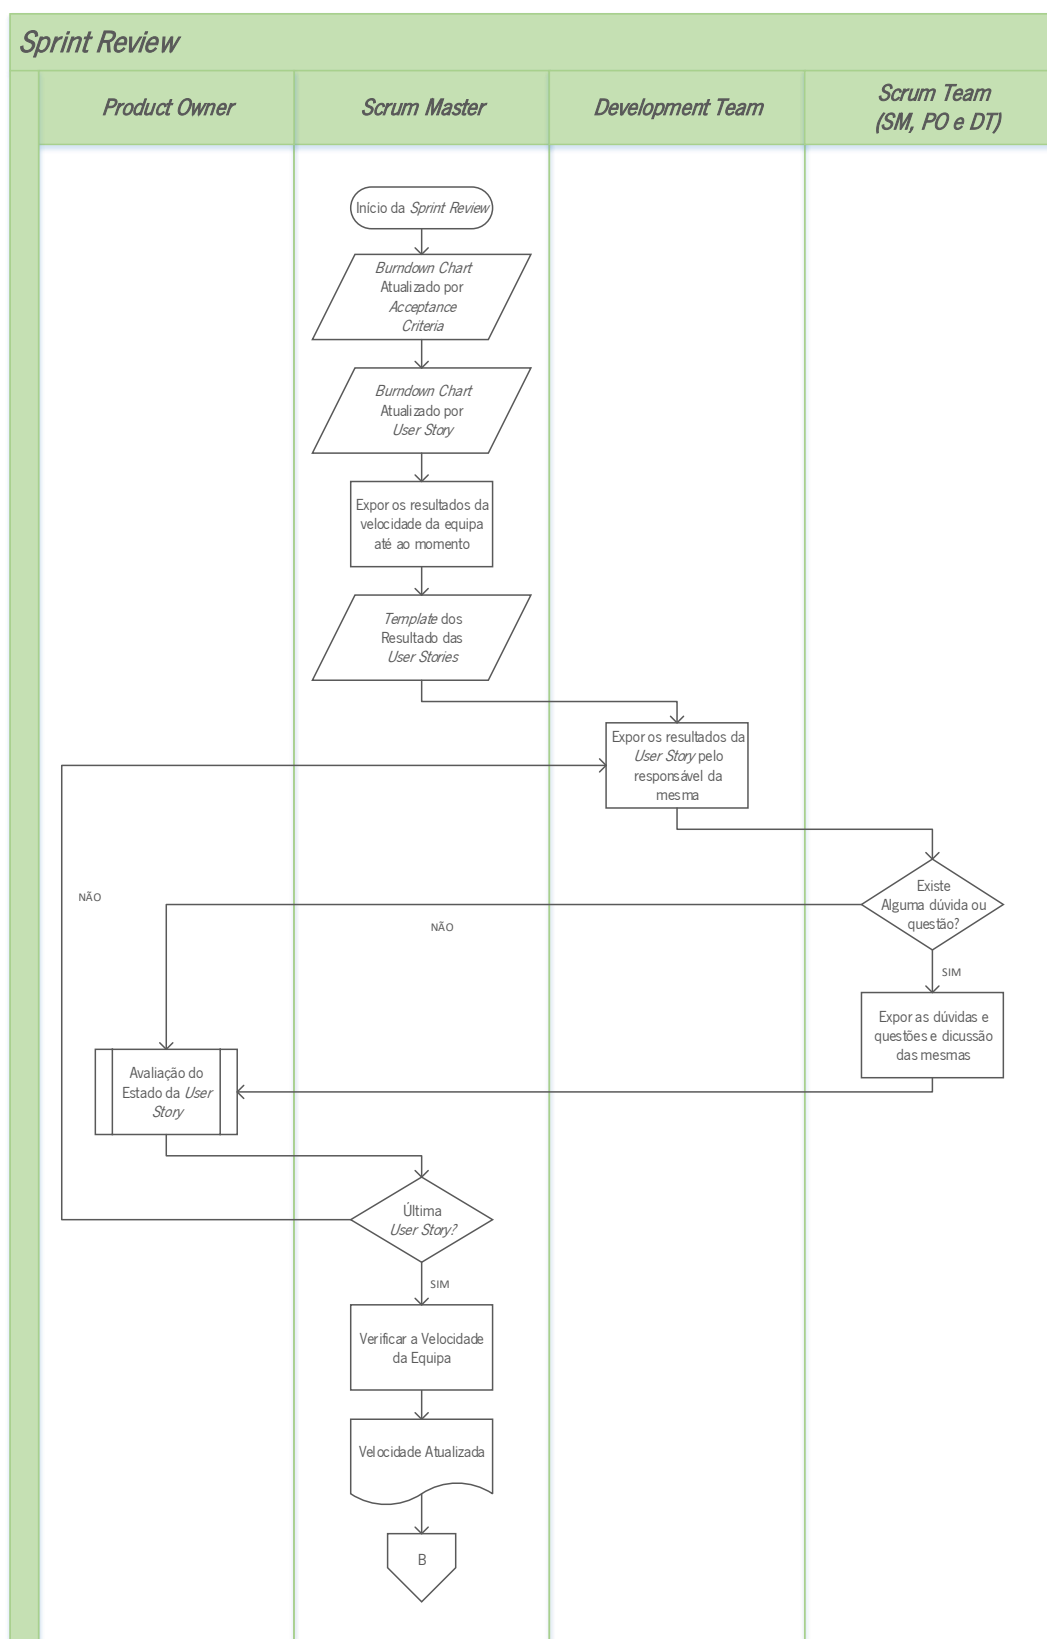 Sprint Review
Product Owner
Scrum Master
Development Team
Scrum Team
(SM, PO e DT)
Início da Sprint Review
Burndown Chart
Atualizado por
Acceptance
Criteria
Burndown Chart
Atualizado por
User Story
Expor os resultados da
velocidade da equipa
até ao momento
Template dos
Resultado das
User Stories
Expor os resultados da
User Story pelo
responsável da
mesma
Existe
Alguma dúvida ou
questão?
NÃO
NÃO
SIM
Expor as dúvidas e
questões e dicussão
das mesmas
Avaliação do
Estado da User
Story
Última
User Story?
SIM
Verificar a Velocidade
da Equipa
Velocidade Atualizada
B